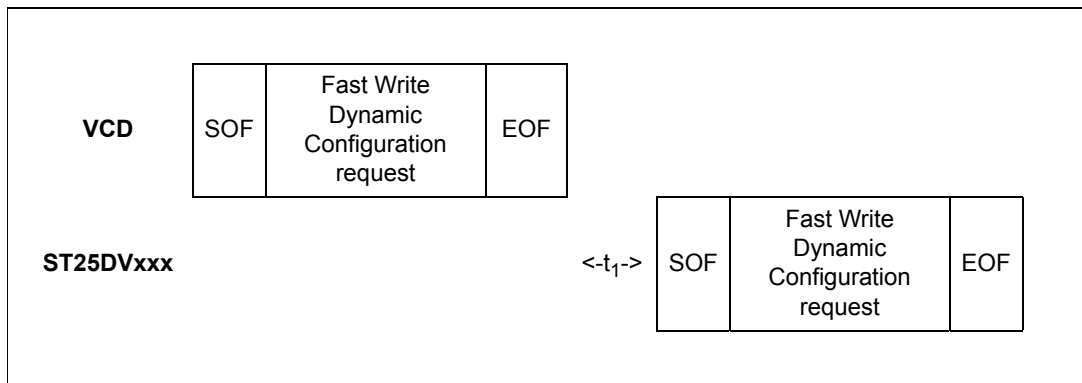 VCD
SOF
Fast Write
Dynamic
Configuration
request
EOF
ST25DVxxx
<-t1->
SOF
Fast Write
Dynamic
Configuration
request
EOF